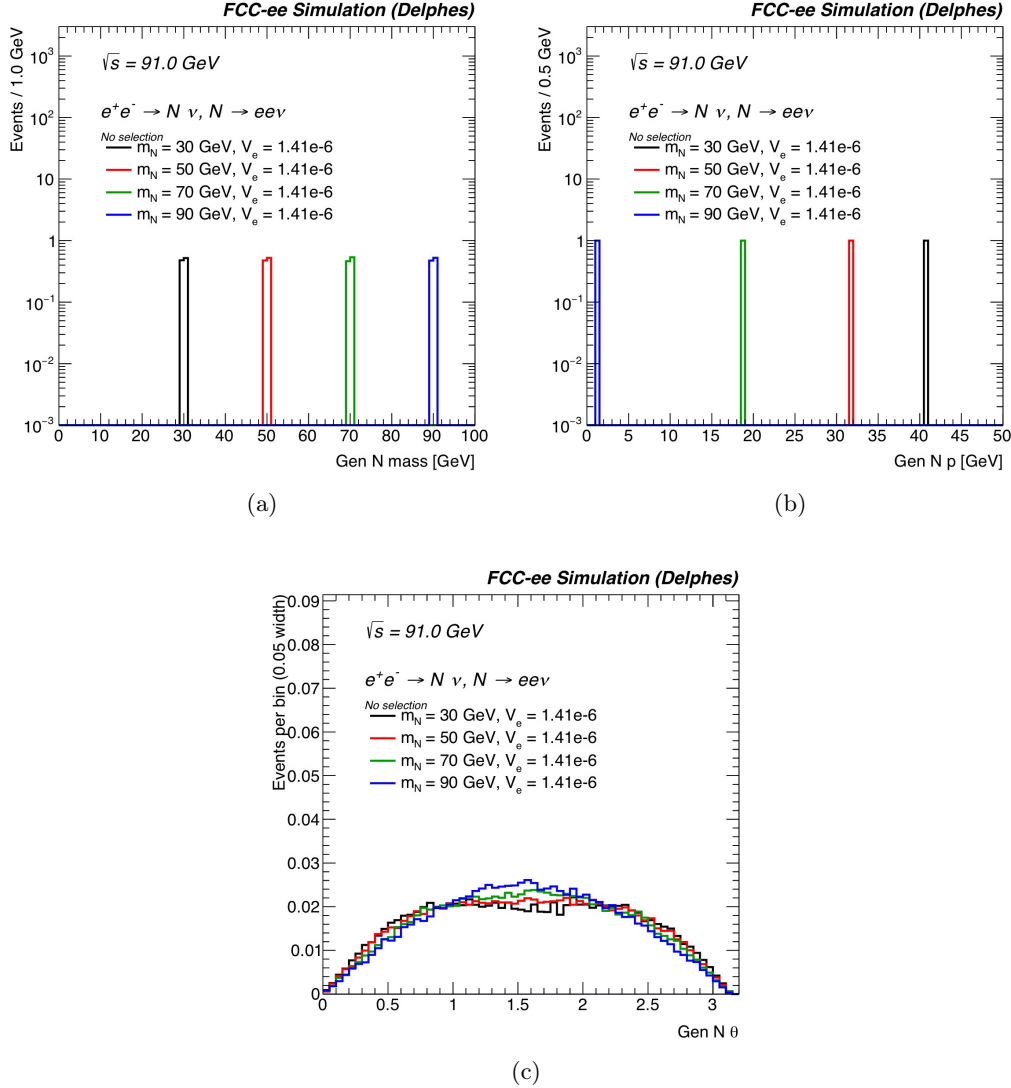 FCC-ee Simulation (Delphes)
Events / 1.0 GeV
10³
10²
10
1
10⁻¹
10⁻²
10⁻³
√s = 91.0 GeV
e⁺e⁻ → N ν, N → eeν
No selection
m_N = 30 GeV, V_e = 1.41e-6
m_N = 50 GeV, V_e = 1.41e-6
m_N = 70 GeV, V_e = 1.41e-6
m_N = 90 GeV, V_e = 1.41e-6
0 10 20 30 40 50 60 70 80 90 100
Gen N mass [GeV]
(a)
FCC-ee Simulation (Delphes)
Events / 0.5 GeV
10³
10²
10
1
10⁻¹
10⁻²
10⁻³
√s = 91.0 GeV
e⁺e⁻ → N ν, N → eeν
No selection
m_N = 30 GeV, V_e = 1.41e-6
m_N = 50 GeV, V_e = 1.41e-6
m_N = 70 GeV, V_e = 1.41e-6
m_N = 90 GeV, V_e = 1.41e-6
0 5 10 15 20 25 30 35 40 45 50
Gen N p [GeV]
(b)
FCC-ee Simulation (Delphes)
Events per bin (0.05 width)
0.09
0.08
0.07
0.06
0.05
0.04
0.03
0.02
0.01
0
√s = 91.0 GeV
e⁺e⁻ → N ν, N → eeν
No selection
m_N = 30 GeV, V_e = 1.41e-6
m_N = 50 GeV, V_e = 1.41e-6
m_N = 70 GeV, V_e = 1.41e-6
m_N = 90 GeV, V_e = 1.41e-6
0 0.5 1 1.5 2 2.5 3
Gen N θ
(c)